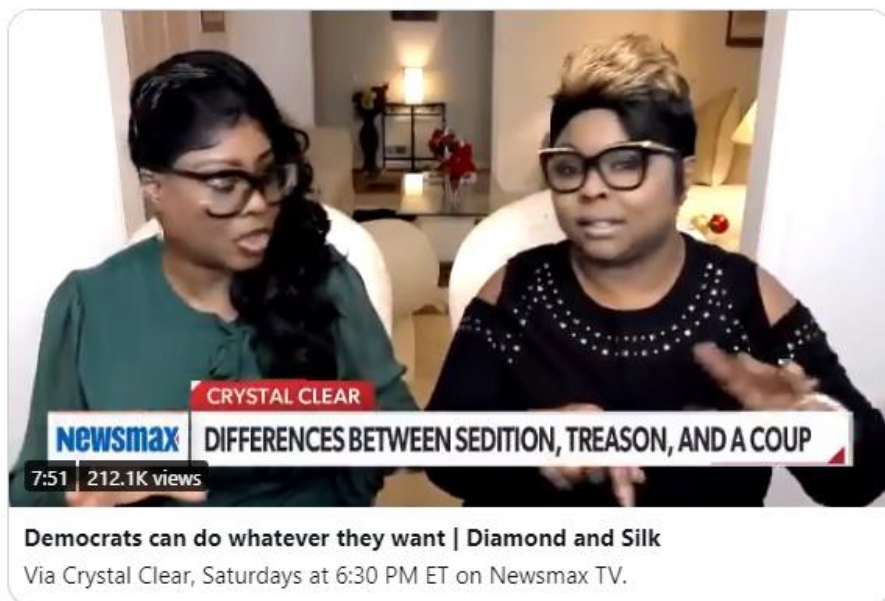 CRYSTAL CLEAR
Newsmax DIFFERENCES BETWEEN SEDITION, TREASON, AND A COUP
7:51 212.1K views
Democrats can do whatever they want | Diamond and Silk
Via Crystal Clear, Saturdays at 6:30 PM ET on Newsmax TV.